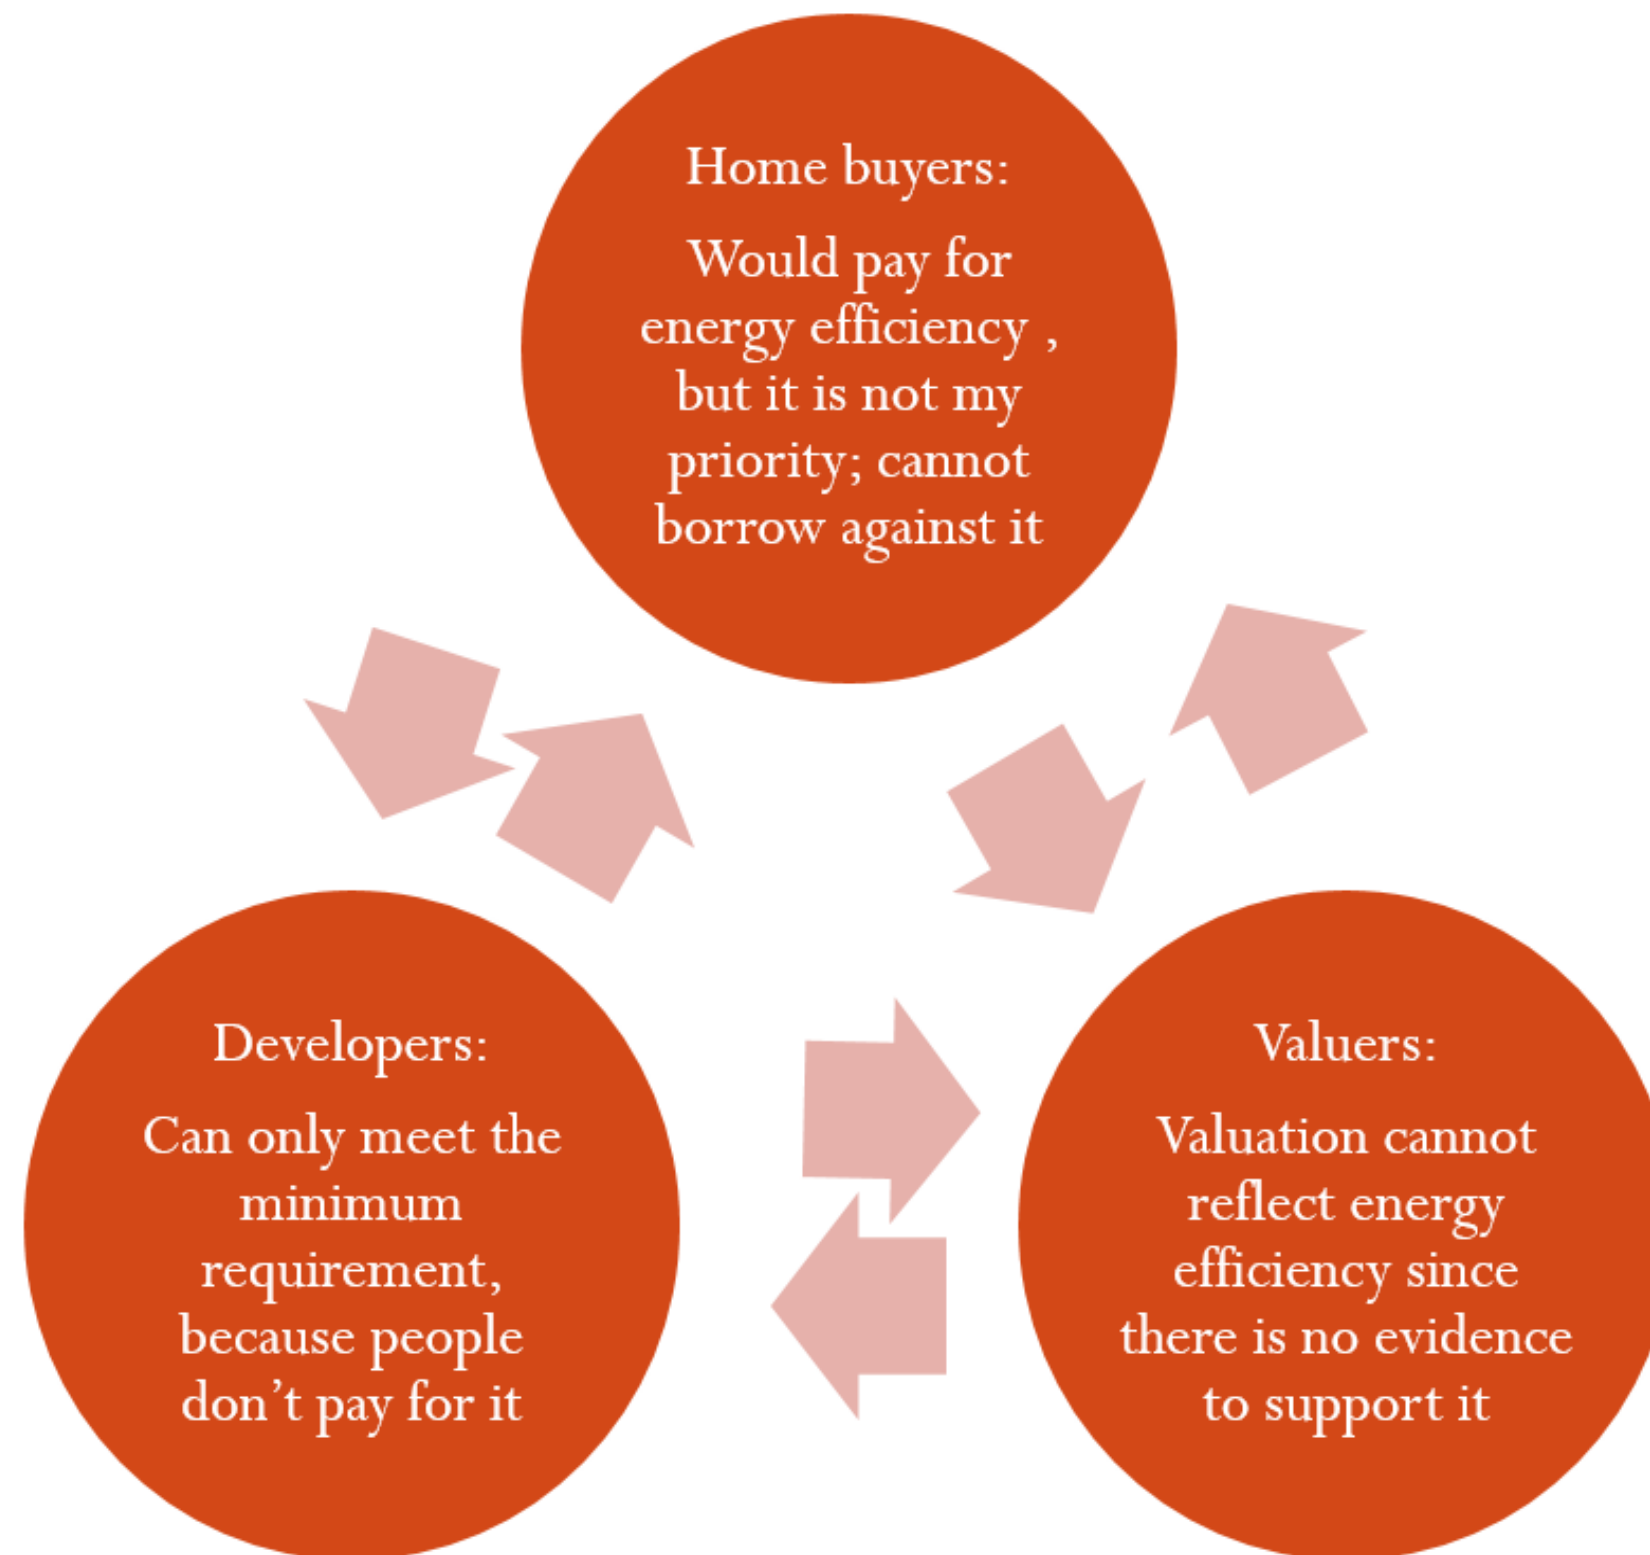 Home buyers:
Would pay for
energy efficiency ,
but it is not my
priority; cannot
borrow against it
Developers:
Can only meet the
minimum
requirement,
because people
don’t pay for it
Valuers:
Valuation cannot
reflect energy
efficiency since
there is no evidence
to support it